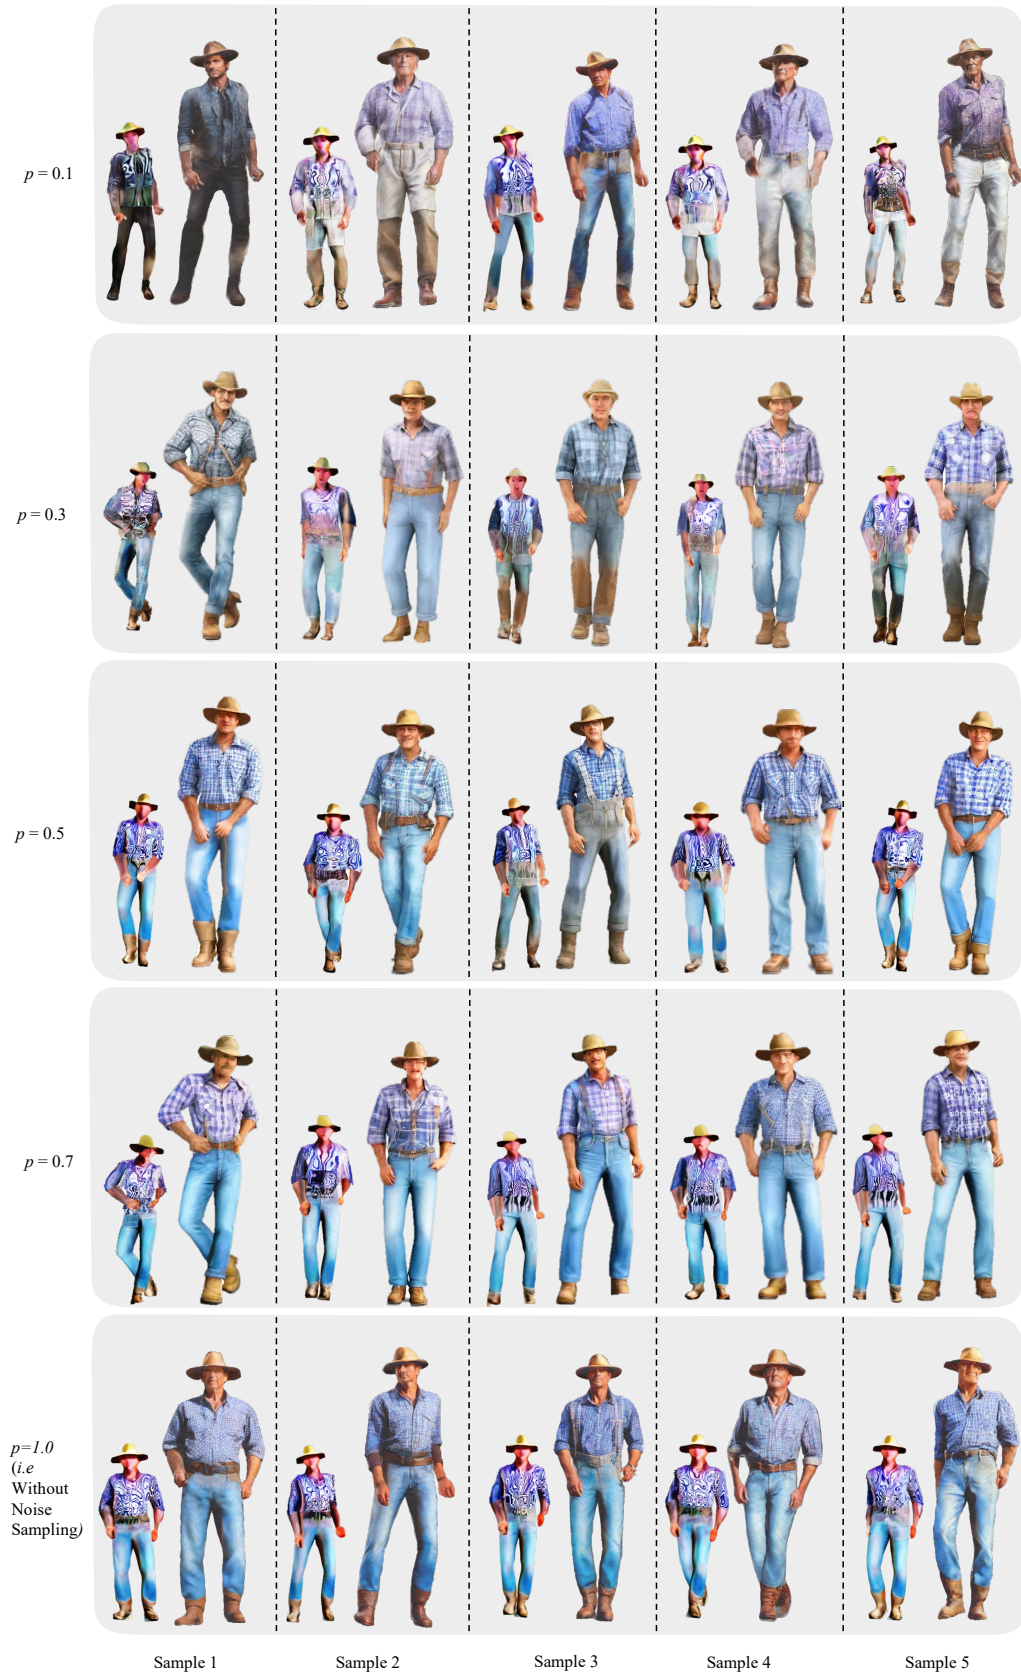 p = 0.1
p = 0.3
p = 0.5
p = 0.7
p=1.0
(i.e
Without
Noise
Sampling)
Sample 1
Sample 2
Sample 3
Sample 4
Sample 5